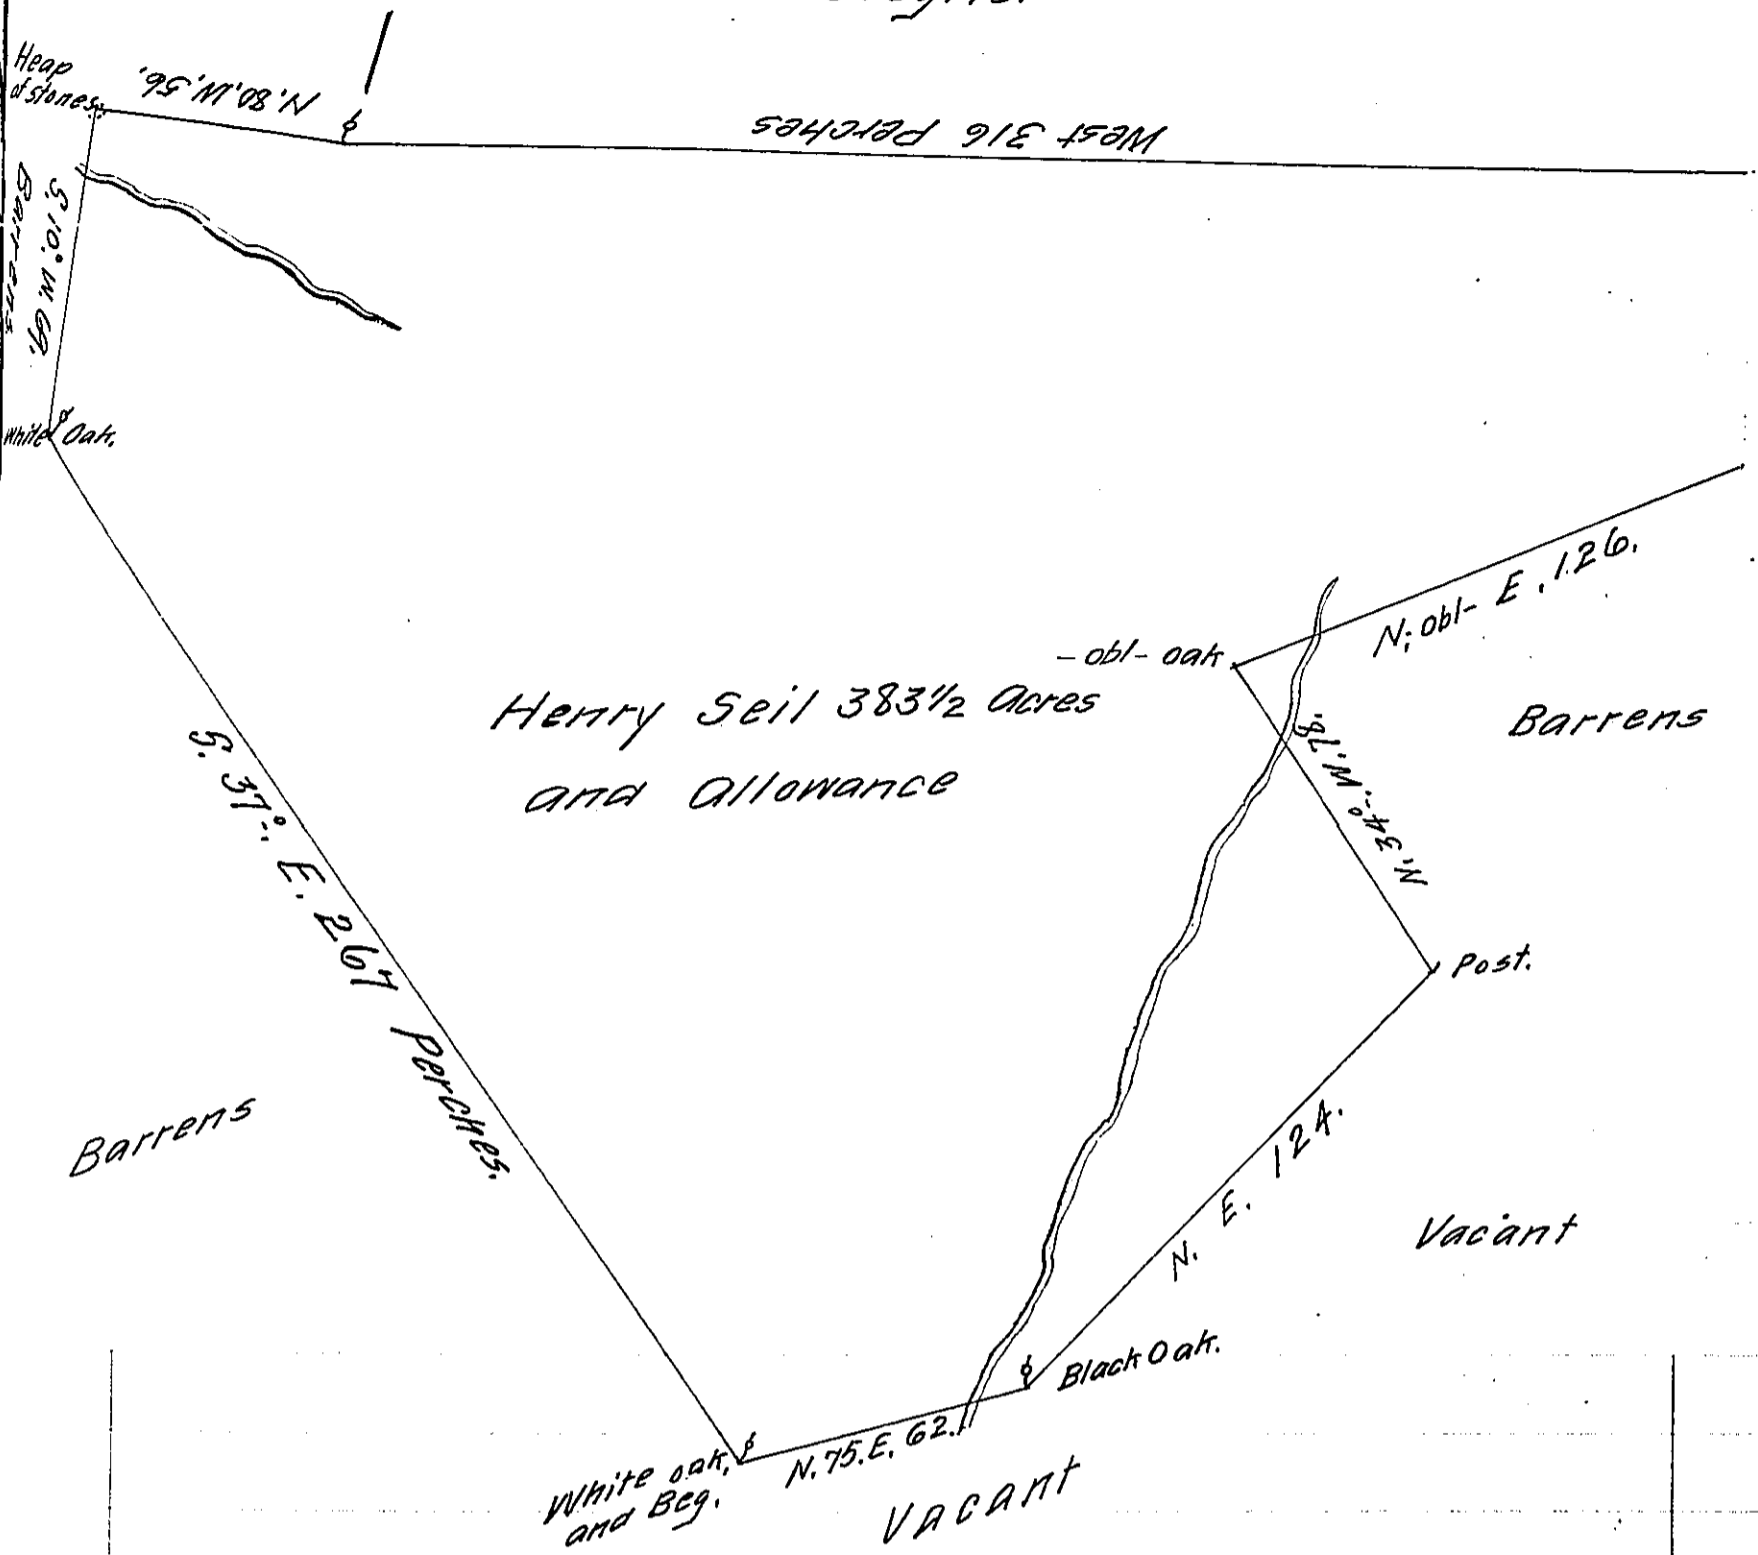 Heap
of stones.
N.80.W.56.
West 316 Perches
S.10.°W.69.
Barrens
White Oak.
N; obl- E. 126.
-obl- oak
Barrens
Henry Seil 383½ Acres
and Allowance
N. 34°. W. 78.
S. 37°. E. 267 Perches.
Post.
Barrens
N. E. 124.
Vacant
Black Oak.
N. 75. E. 62.
White oak,
and Beg.
Vacant